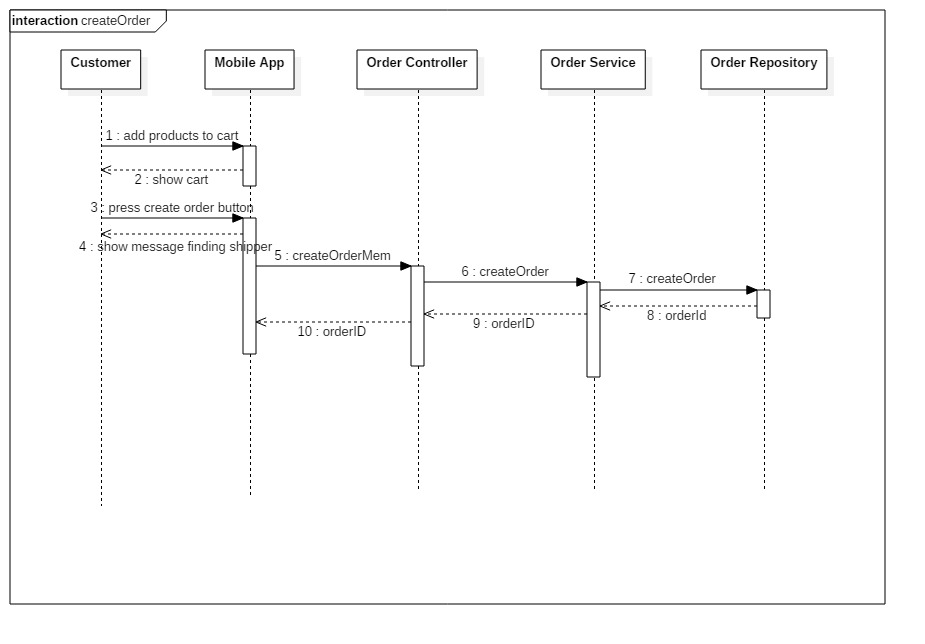 interaction createOrder
Customer
Mobile App
Order Controller
Order Service
Order Repository
1 : add products to cart
2 : show cart
3 : press create order button
4 : show message finding shipper
5 : createOrderMem
6 : createOrder
7 : createOrder
8 : orderId
9 : orderID
10 : orderID